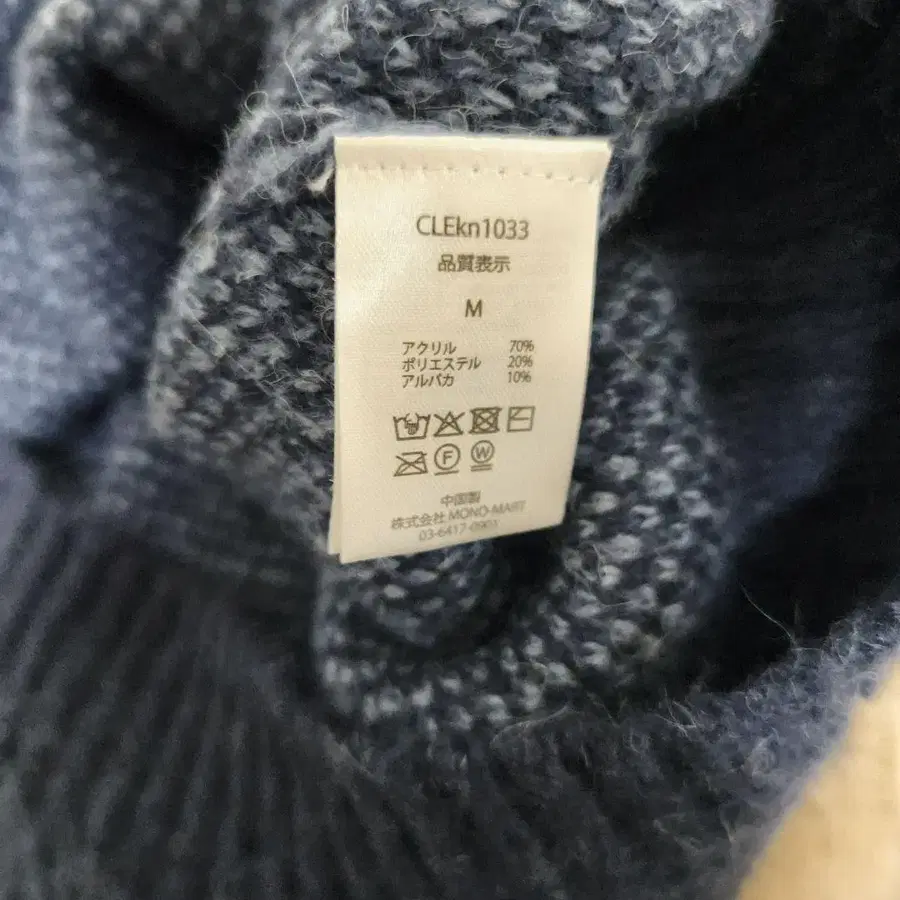 CLEkn1033
品質表示
M
アクリル 70%
ポリエステル 20%
アルパカ 10%
F W
中国製
株式会社 MONO-MART
03-6417-0901